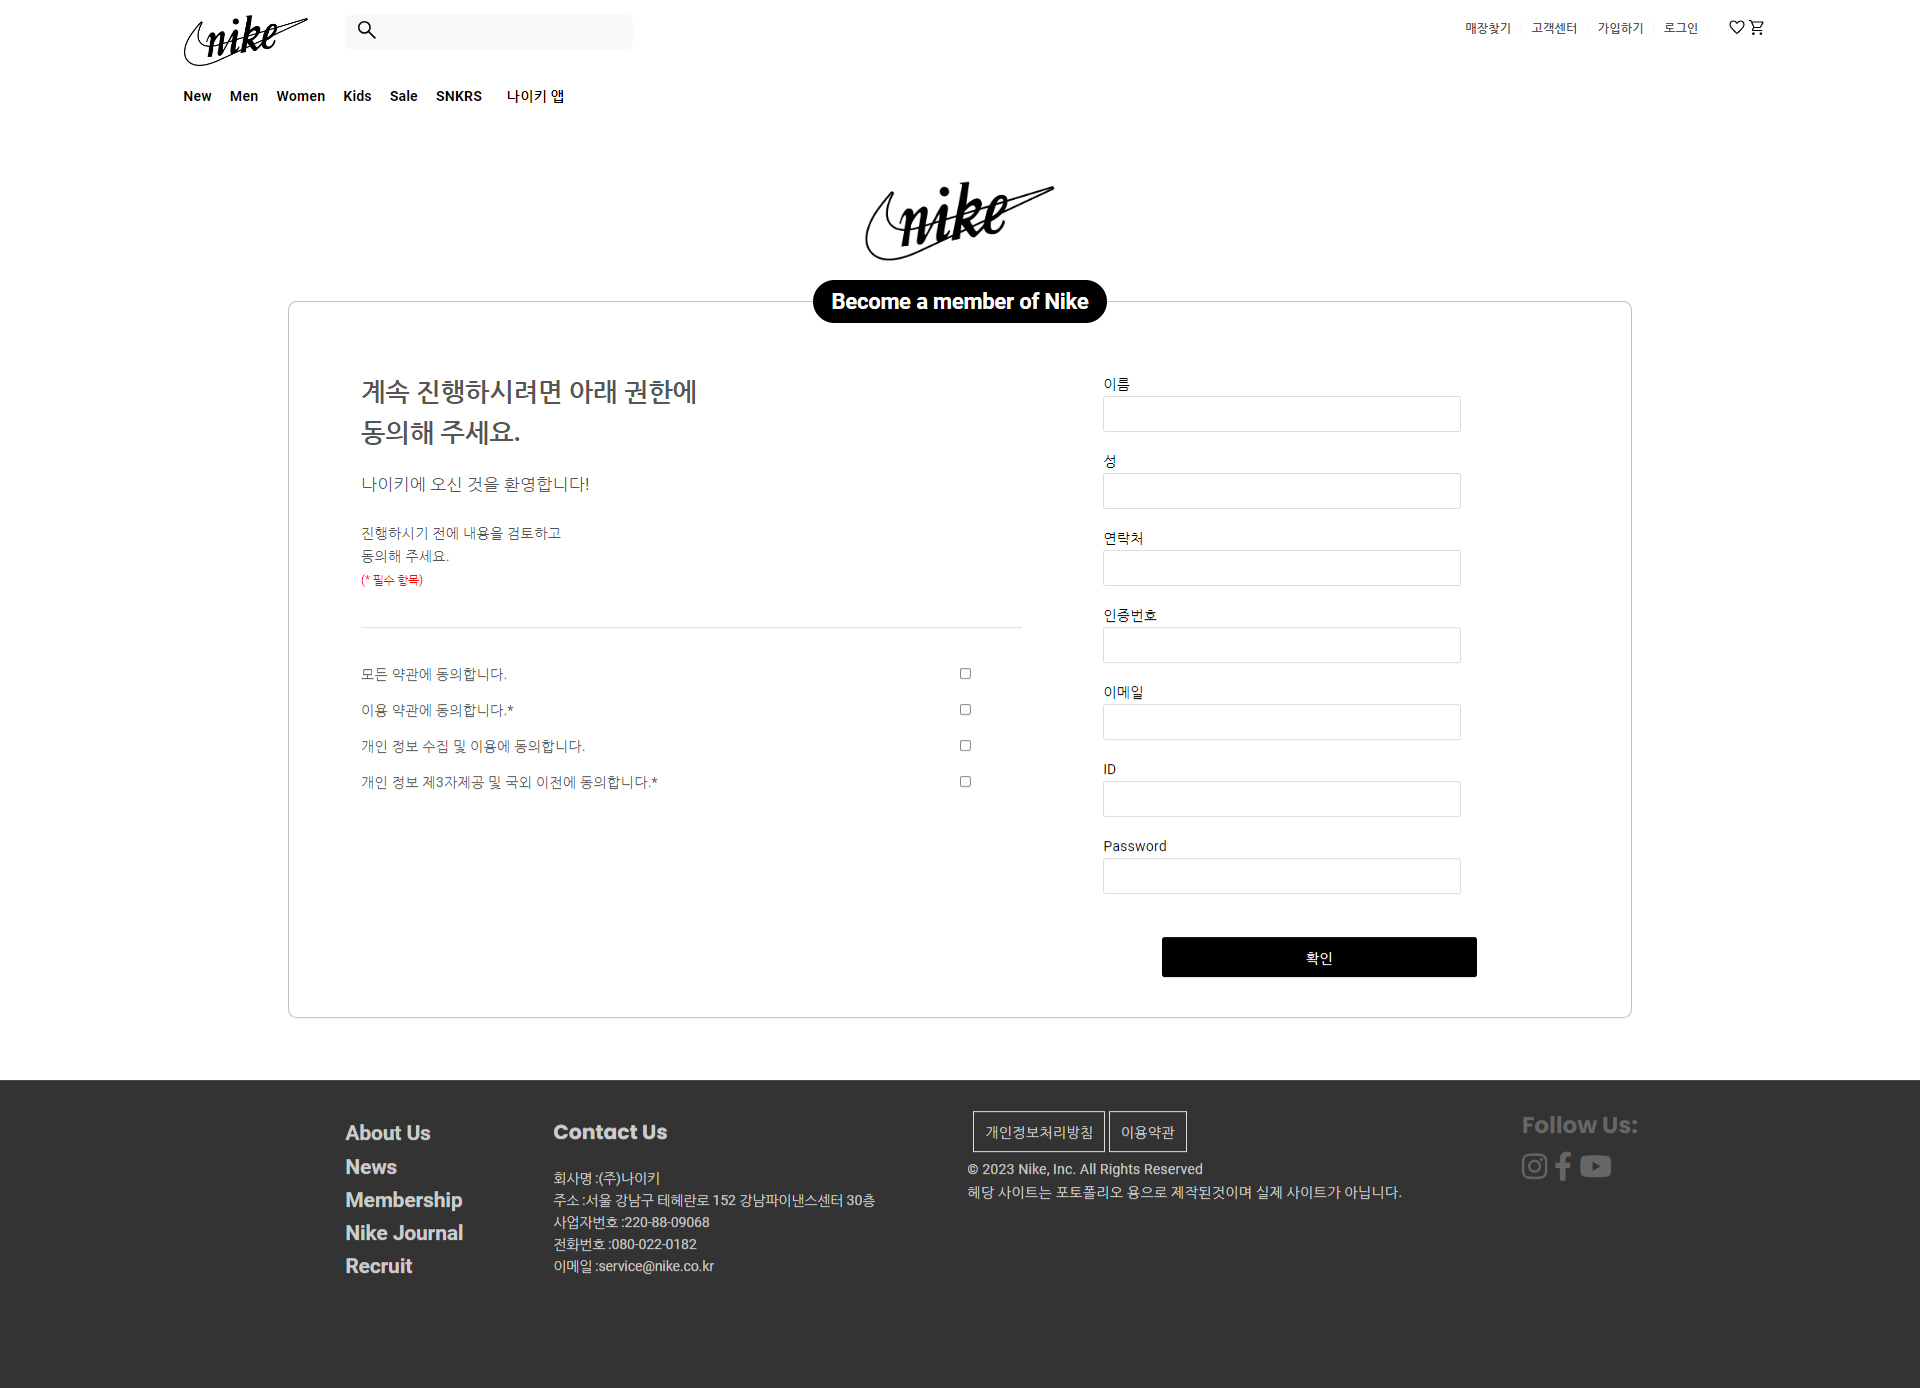 nike
매장찾기 고객센터 가입하기 로그인
New Men Women Kids Sale SNKRS 나이키 앱
nike
Become a member of Nike
계속 진행하시려면 아래 권한에
동의해 주세요.
나이키에 오신 것을 환영합니다!
진행하시기 전에 내용을 검토하고
동의해 주세요.
(* 필수 항목)
모든 약관에 동의합니다.
이용 약관에 동의합니다.*
개인 정보 수집 및 이용에 동의합니다.
개인 정보 제3자제공 및 국외 이전에 동의합니다.*
이름
성
연락처
인증번호
이메일
ID
Password
확인
About Us
News
Membership
Nike Journal
Recruit
Contact Us
회사명 :(주)나이키
주소 :서울 강남구 테헤란로 152 강남파이낸스센터 30층
사업자번호 :220-88-09068
전화번호 :080-022-0182
이메일 :service@nike.co.kr
개인정보처리방침 이용약관
© 2023 Nike, Inc. All Rights Reserved
헤당 사이트는 포토폴리오 용으로 제작된것이며 실제 사이트가 아닙니다.
Follow Us: